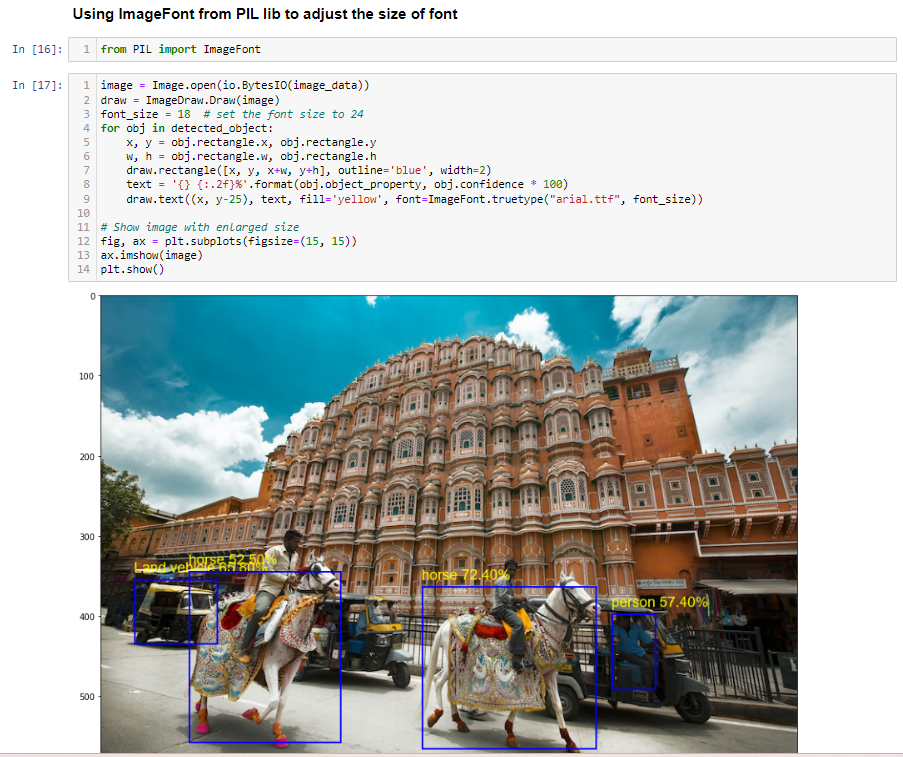 Using ImageFont from PIL lib to adjust the size of font
In [16]: 1 from PIL import ImageFont
In [17]: 1 image = Image.open(io.BytesIO(image_data))
2 draw = ImageDraw.Draw(image)
3 font_size = 18 # set the font size to 24
4 for obj in detected_object:
5 x, y = obj.rectangle.x, obj.rectangle.y
6 w, h = obj.rectangle.w, obj.rectangle.h
7 draw.rectangle([x, y, x+w, y+h], outline='blue', width=2)
8 text = '{} {:.2f}%'.format(obj.object_property, obj.confidence * 100)
9 draw.text((x, y-25), text, fill='yellow', font=ImageFont.truetype("arial.ttf", font_size))
10
11 # Show image with enlarged size
12 fig, ax = plt.subplots(figsize=(15, 15))
13 ax.imshow(image)
14 plt.show()
0
100
200
300
horse 52.50%
Land vehicle 65.80%
horse 72.40%
person 57.40%
400
500